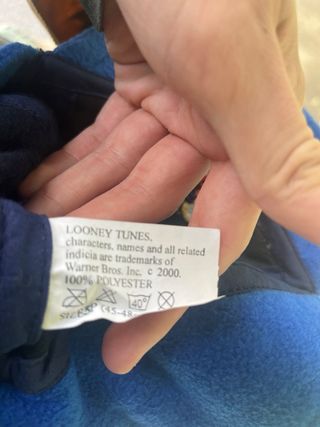 LOONEY TUNES,
characters, names and all related
indicia are trademarks of
Warner Bros. Inc. c 2000.
100% POLYESTER
40°